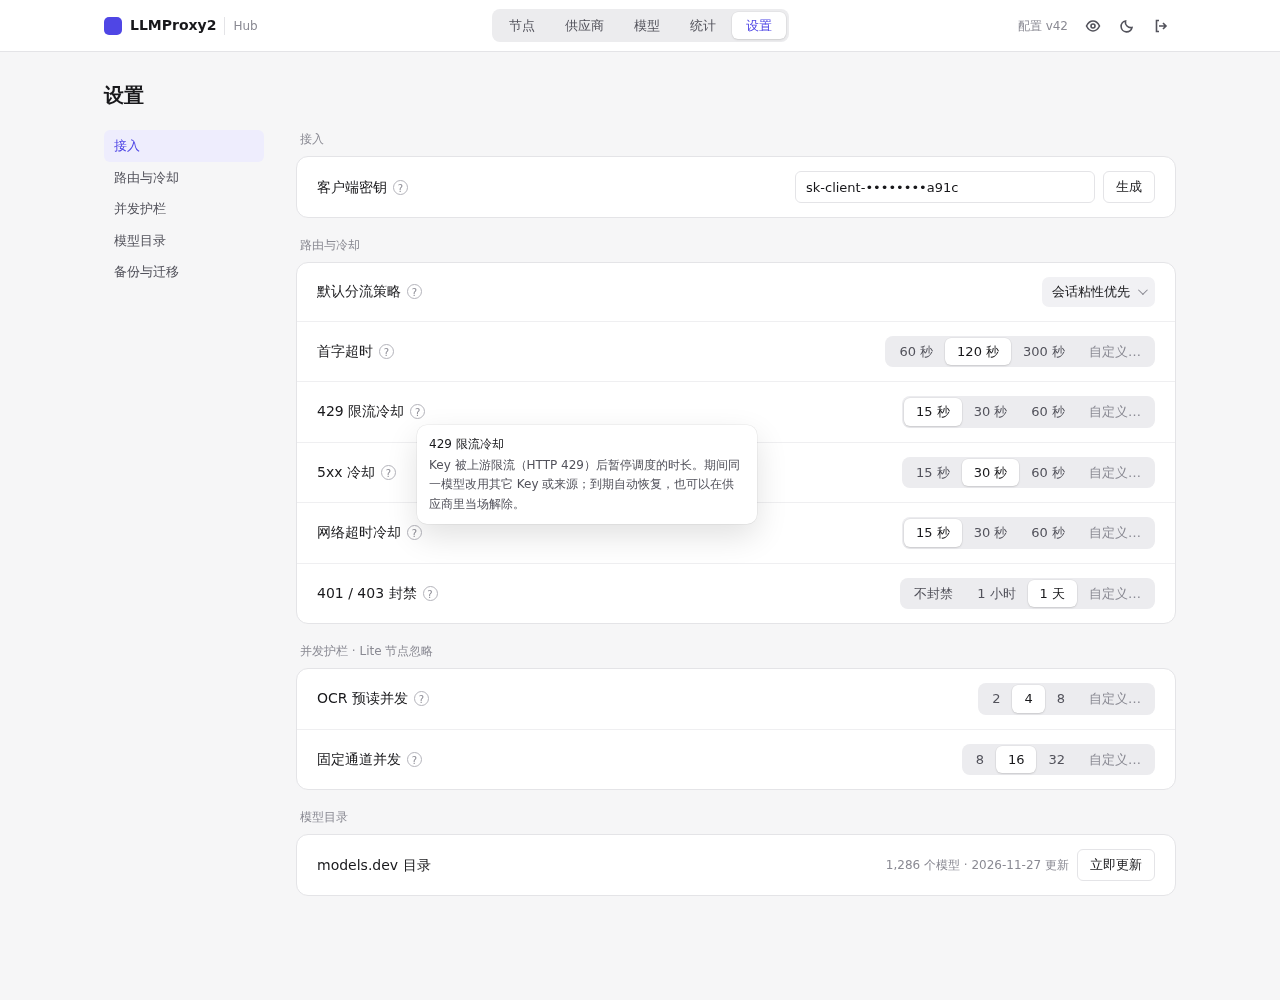 LLMProxy2 Hub
节点 供应商 模型 统计 设置
配置 v42
设置
接入
路由与冷却
并发护栏
模型目录
备份与迁移
接入
客户端密钥 ?
sk-client-••••••••a91c 生成
路由与冷却
默认分流策略 ?
会话粘性优先
首字超时 ?
60 秒 120 秒 300 秒 自定义…
429 限流冷却 ?
15 秒 30 秒 60 秒 自定义…
429 限流冷却
Key 被上游限流（HTTP 429）后暂停调度的时长。期间同
一模型改用其它 Key 或来源；到期自动恢复，也可以在供
应商里当场解除。
5xx 冷却 ?
15 秒 30 秒 60 秒 自定义…
网络超时冷却 ?
15 秒 30 秒 60 秒 自定义…
401 / 403 封禁 ?
不封禁 1 小时 1 天 自定义…
并发护栏 · Lite 节点忽略
OCR 预读并发 ?
2 4 8 自定义…
固定通道并发 ?
8 16 32 自定义…
模型目录
models.dev 目录
1,286 个模型 · 2026-11-27 更新 立即更新